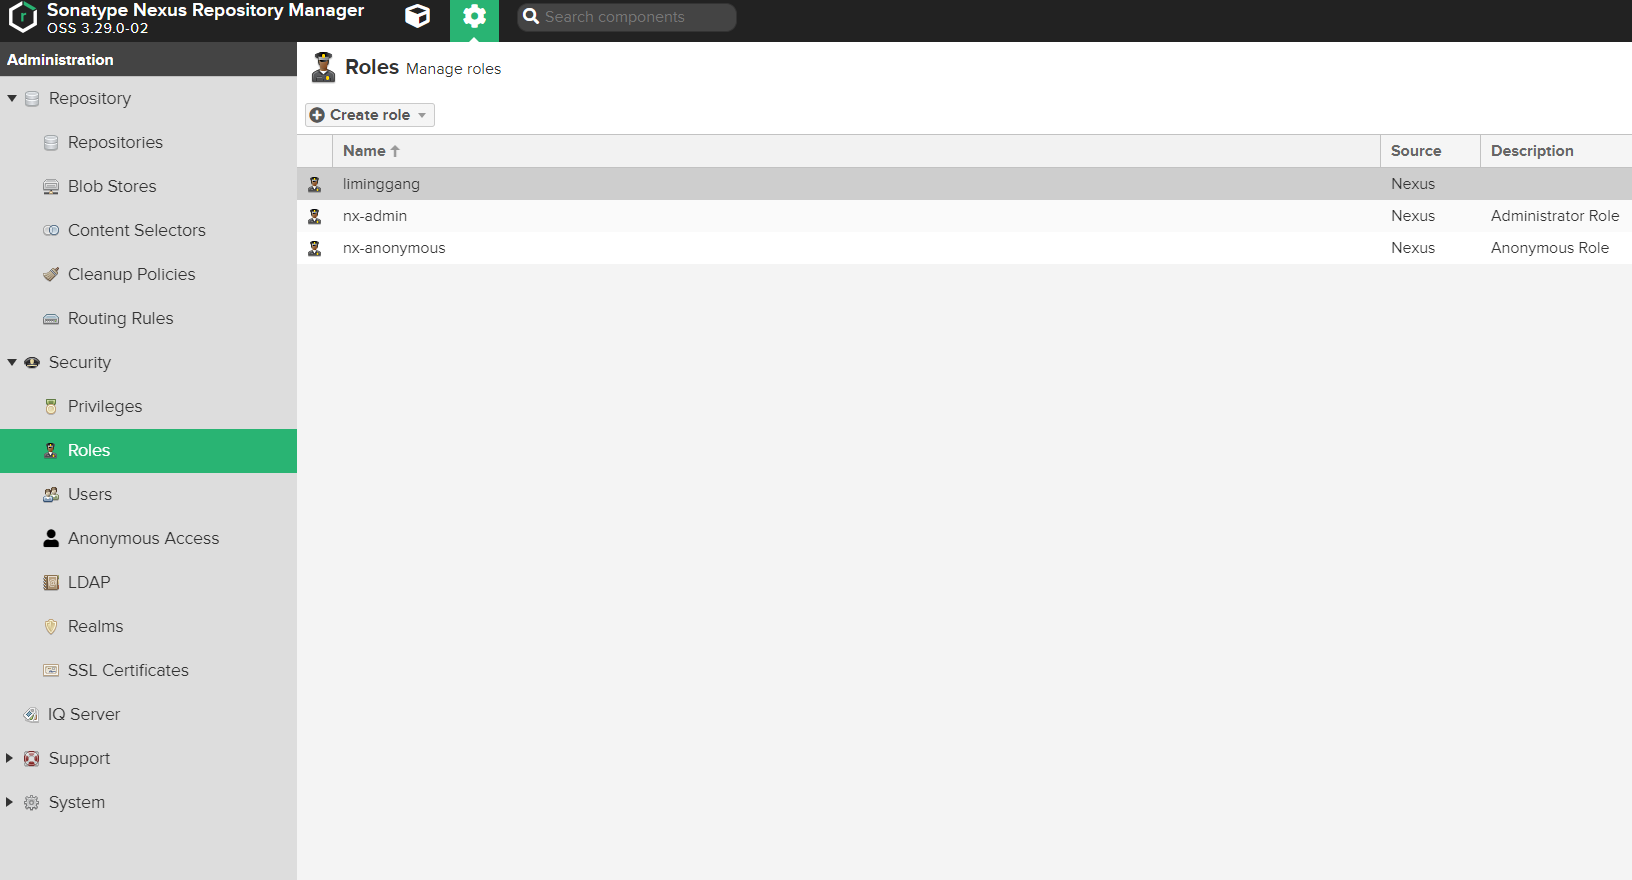 Sonatype Nexus Repository Manager
OSS 3.29.0-02
Search components
Administration
Repository
Repositories
Blob Stores
Content Selectors
Cleanup Policies
Routing Rules
Security
Privileges
Roles
Users
Anonymous Access
LDAP
Realms
SSL Certificates
IQ Server
Support
System
Roles Manage roles
Create role
Name Source Description
liminggang Nexus
nx-admin Nexus Administrator Role
nx-anonymous Nexus Anonymous Role